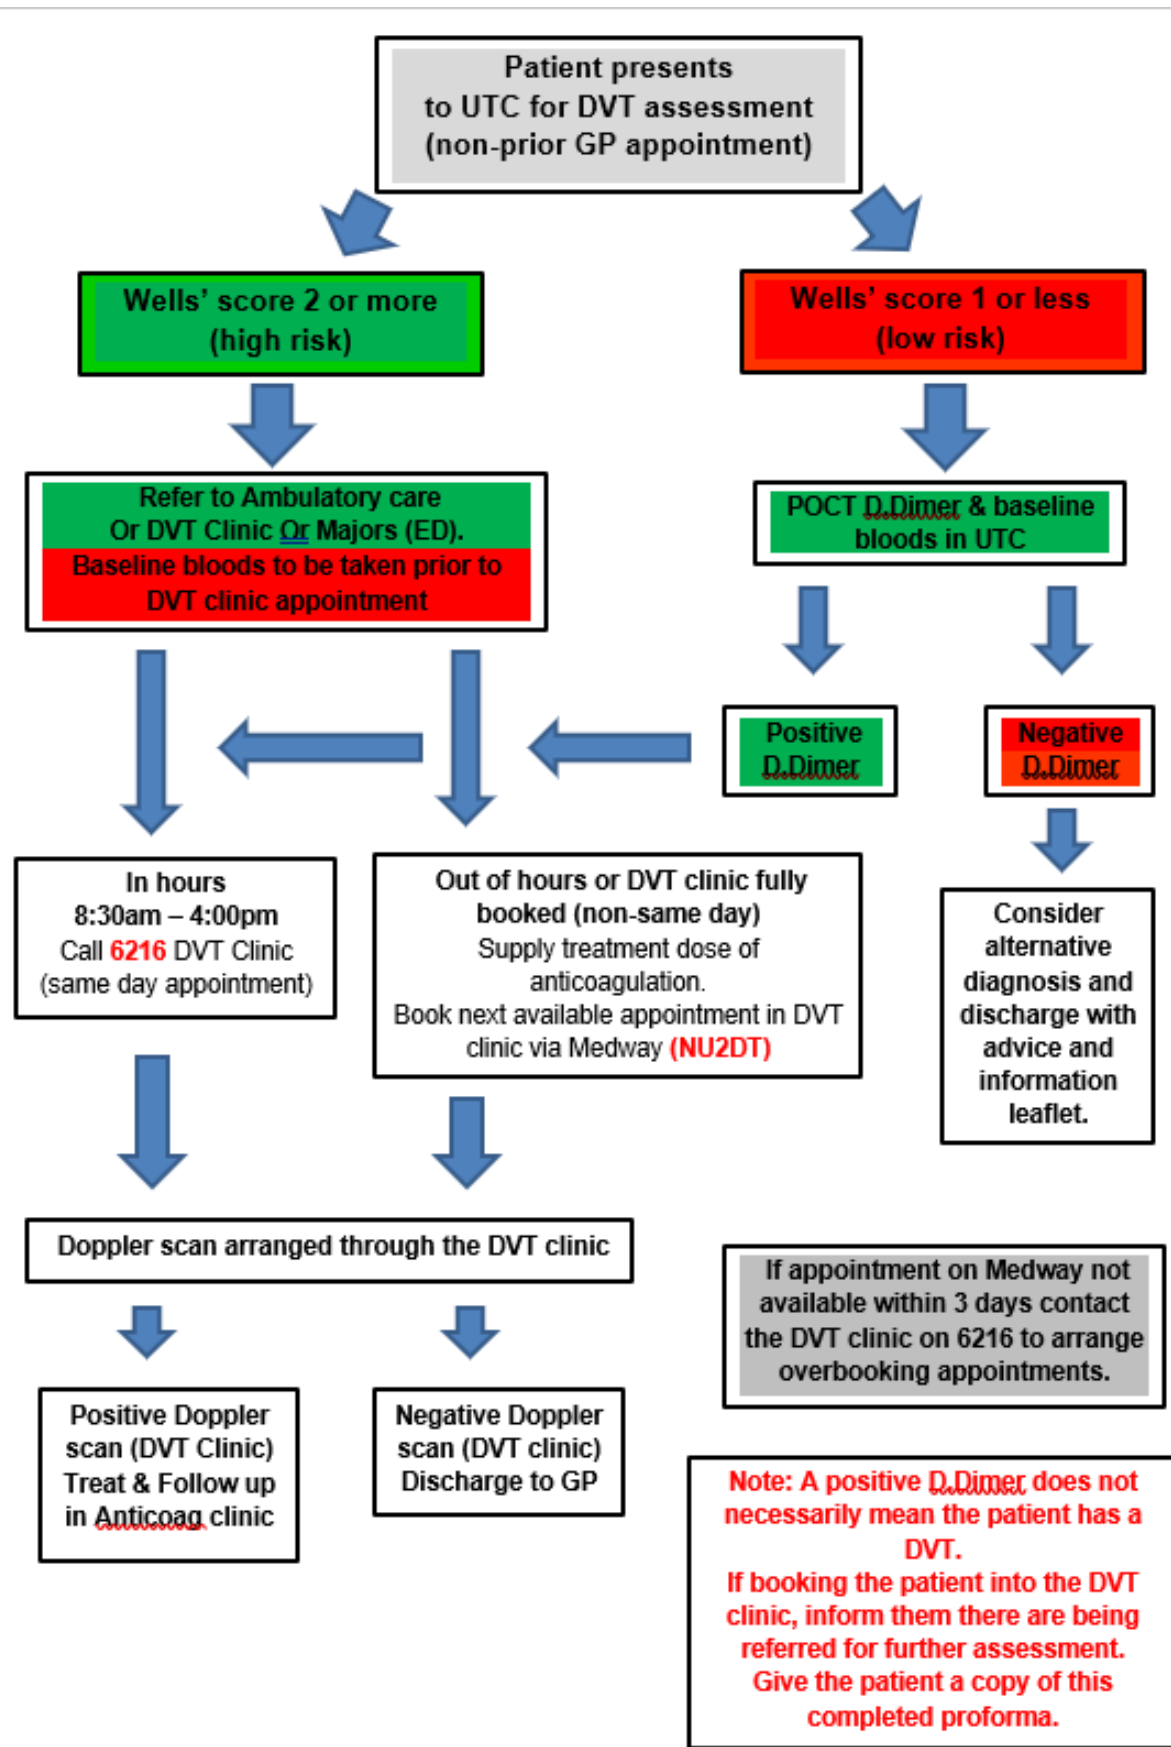 Patient presents
to UTC for DVT assessment
(non-prior GP appointment)
Wells’ score 2 or more
(high risk)
Wells’ score 1 or less
(low risk)
Refer to Ambulatory care
Or DVT Clinic Or Majors (ED).
Baseline bloods to be taken prior to
DVT clinic appointment
POCT D.Dimer & baseline
bloods in UTC
Positive
D.Dimer
Negative
D.Dimer
In hours
8:30am – 4:00pm
Call 6216 DVT Clinic
(same day appointment)
Out of hours or DVT clinic fully
booked (non-same day)
Supply treatment dose of
anticoagulation.
Book next available appointment in DVT
clinic via Medway (NU2DT)
Consider
alternative
diagnosis and
discharge with
advice and
information
leaflet.
Doppler scan arranged through the DVT clinic
If appointment on Medway not
available within 3 days contact
the DVT clinic on 6216 to arrange
overbooking appointments.
Positive Doppler
scan (DVT Clinic)
Treat & Follow up
in Anticoag clinic
Negative Doppler
scan (DVT clinic)
Discharge to GP
Note: A positive D.Dimer does not
necessarily mean the patient has a
DVT.
If booking the patient into the DVT
clinic, inform them there are being
referred for further assessment.
Give the patient a copy of this
completed proforma.